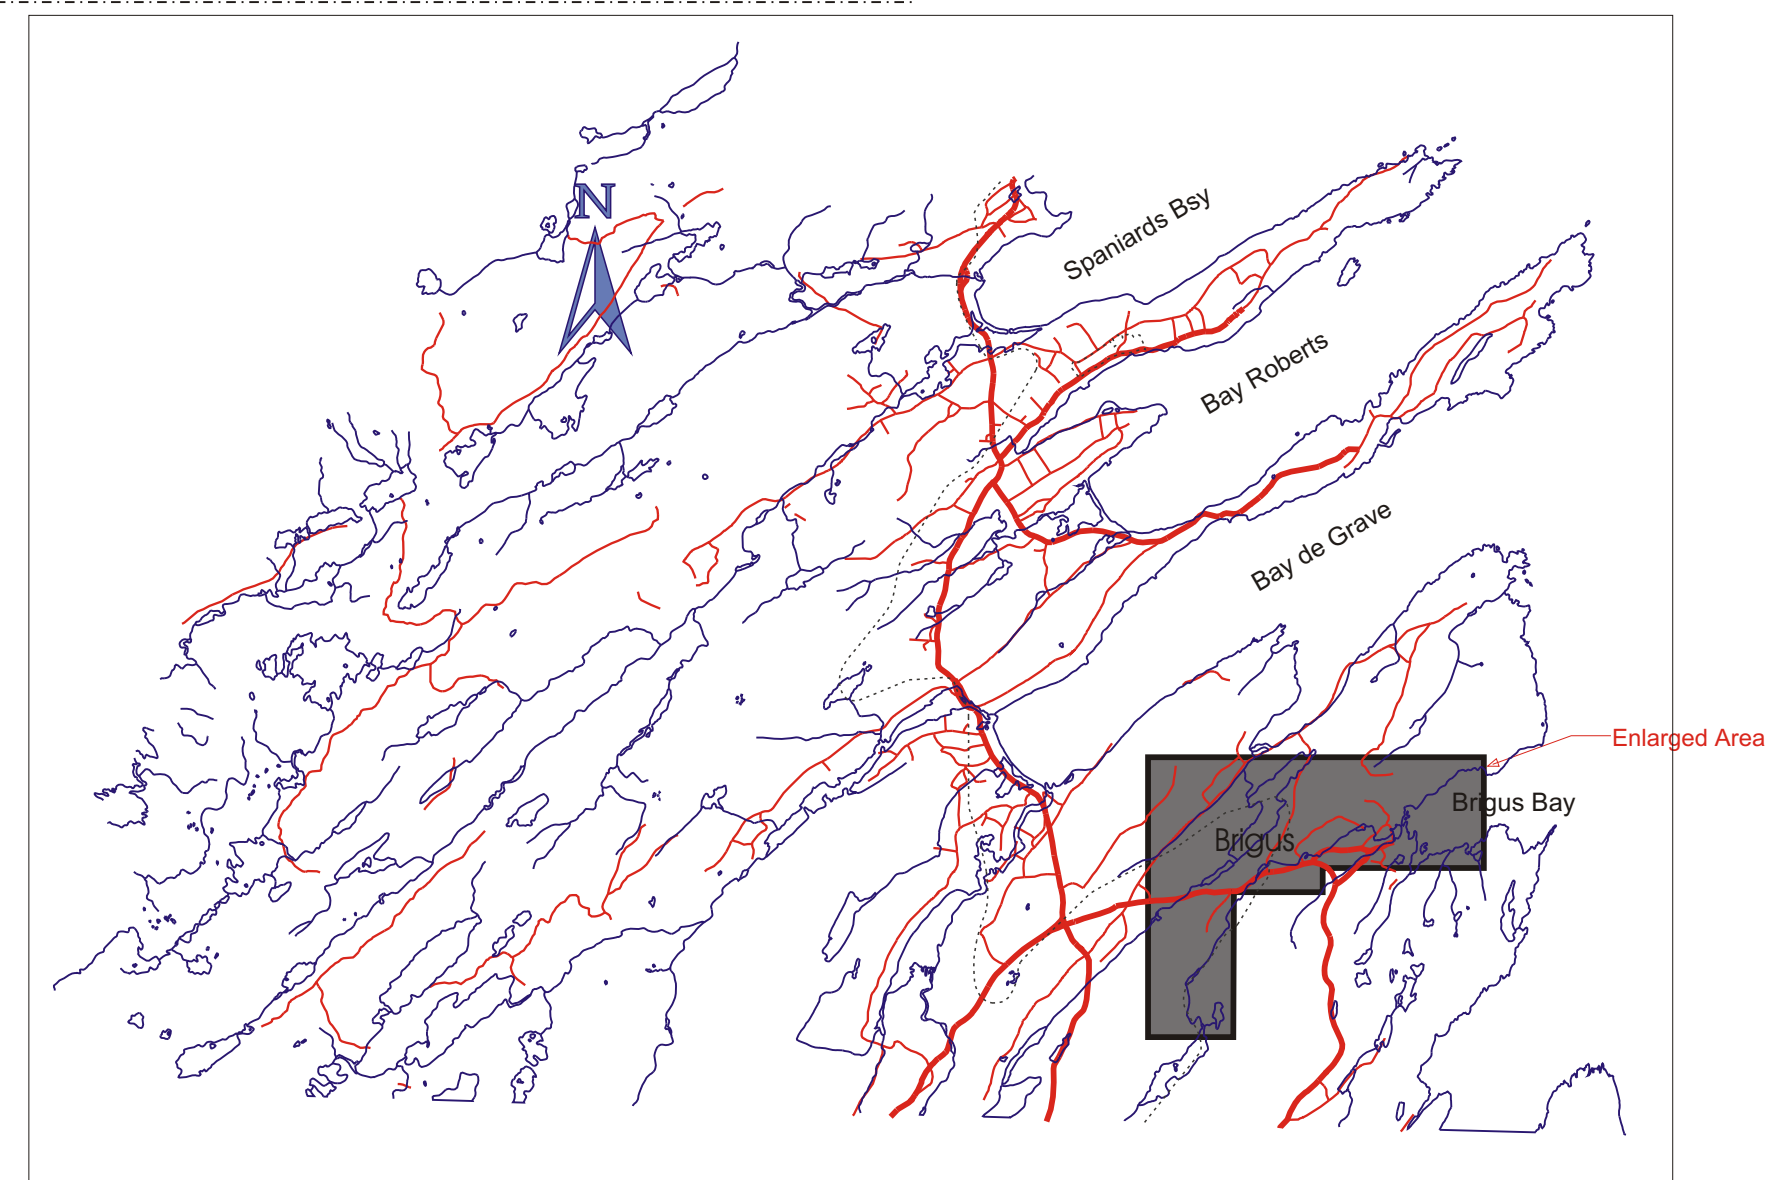 N
Spaniards Bsy
Bay Roberts
Bay de Grave
Enlarged Area
Brigus Bay
Brigus